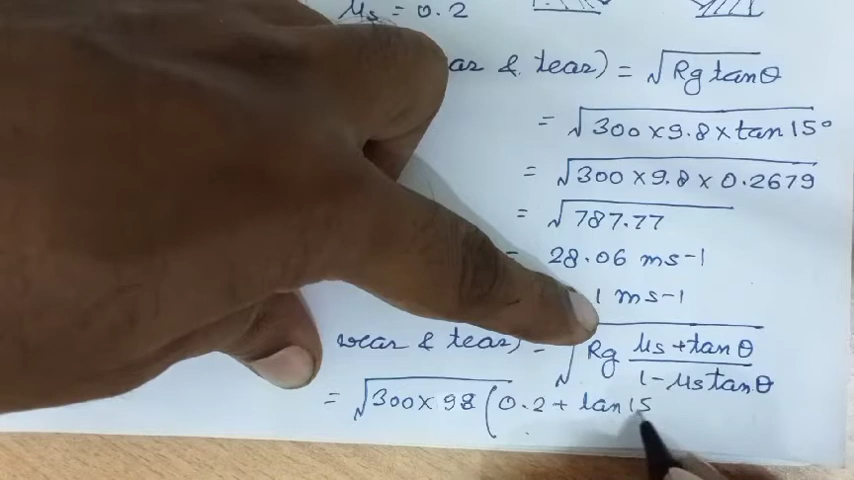 μs = 0.2
& tear) = √Rg tanθ
= √300 × 9.8 × tan 15°
= √300 × 9.8 × 0.2679
= √787.77
= 28.06 ms-1
1 ms-1
wear & tear) = √Rg (μs + tanθ)/(1 - μs tanθ)
= √300 × 98 (0.2 + tan 15